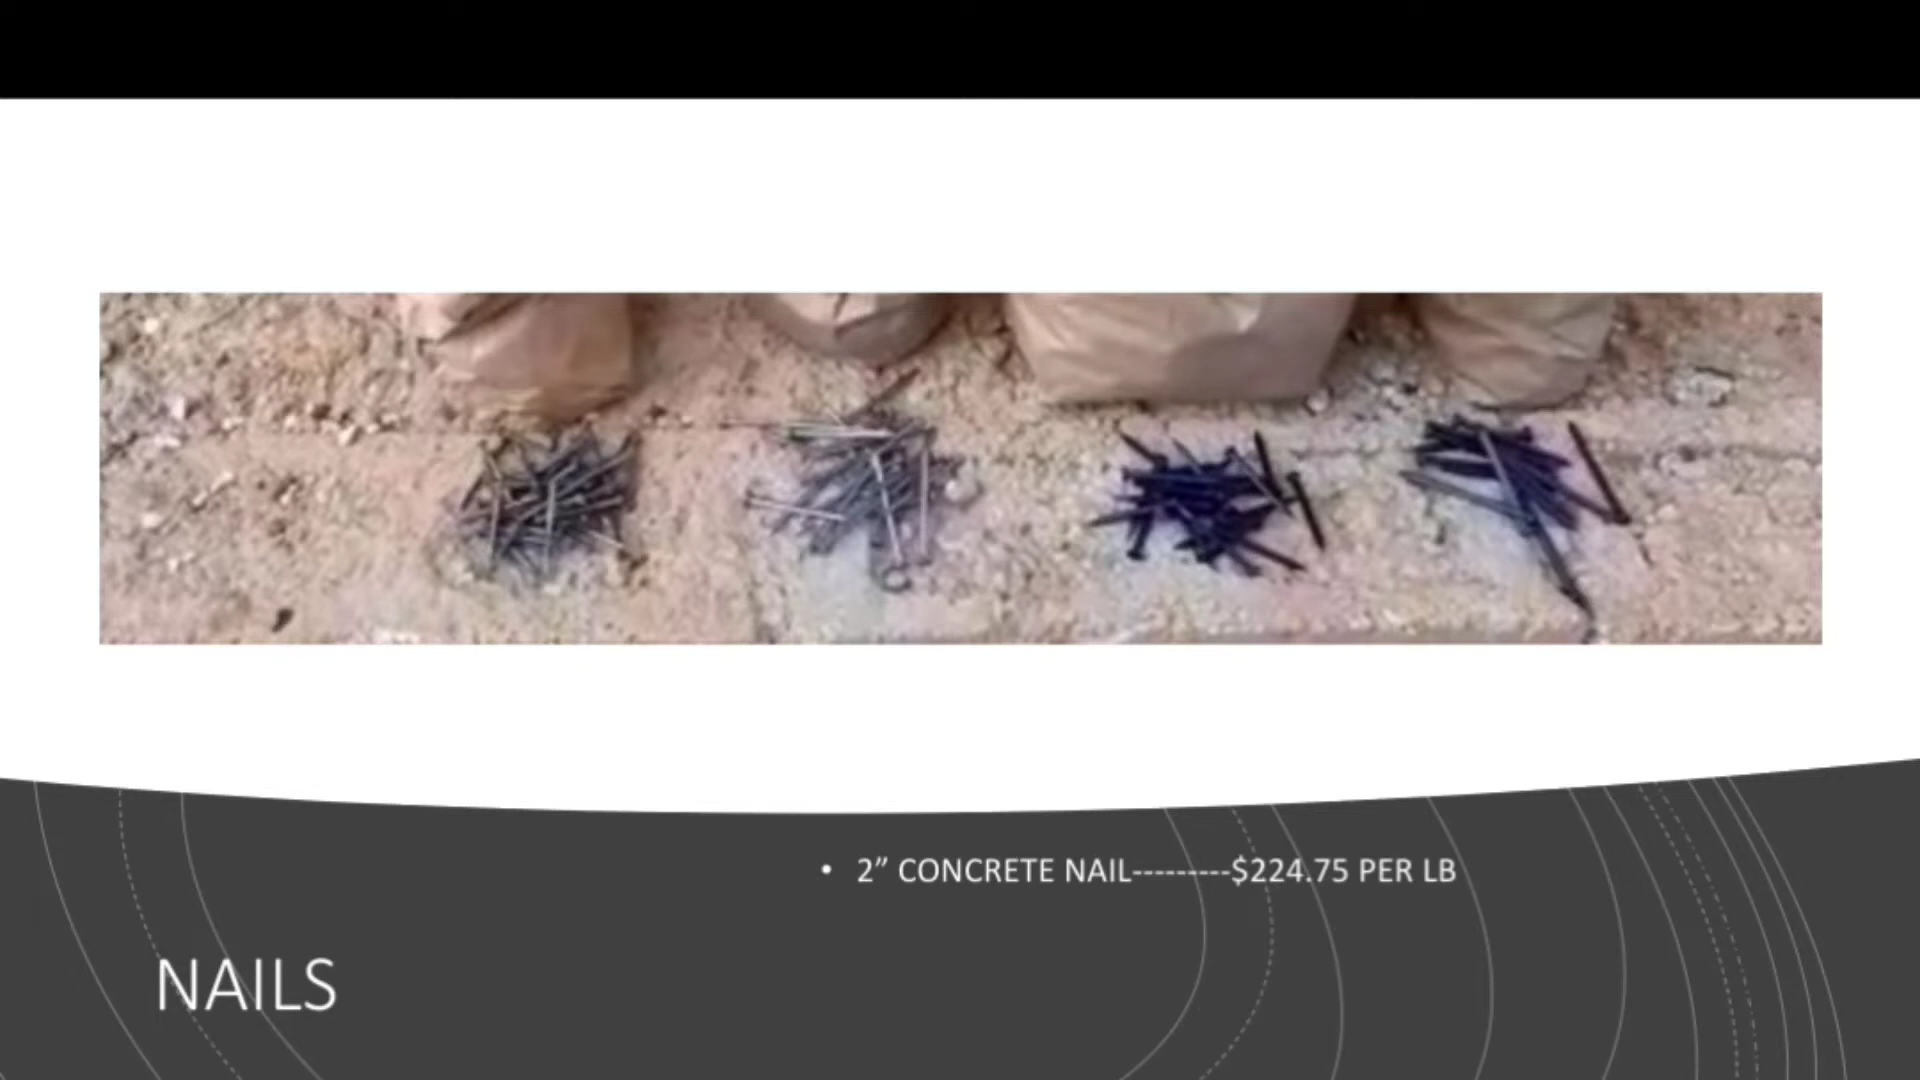 • 2” CONCRETE NAIL---------$224.75 PER LB
NAILS